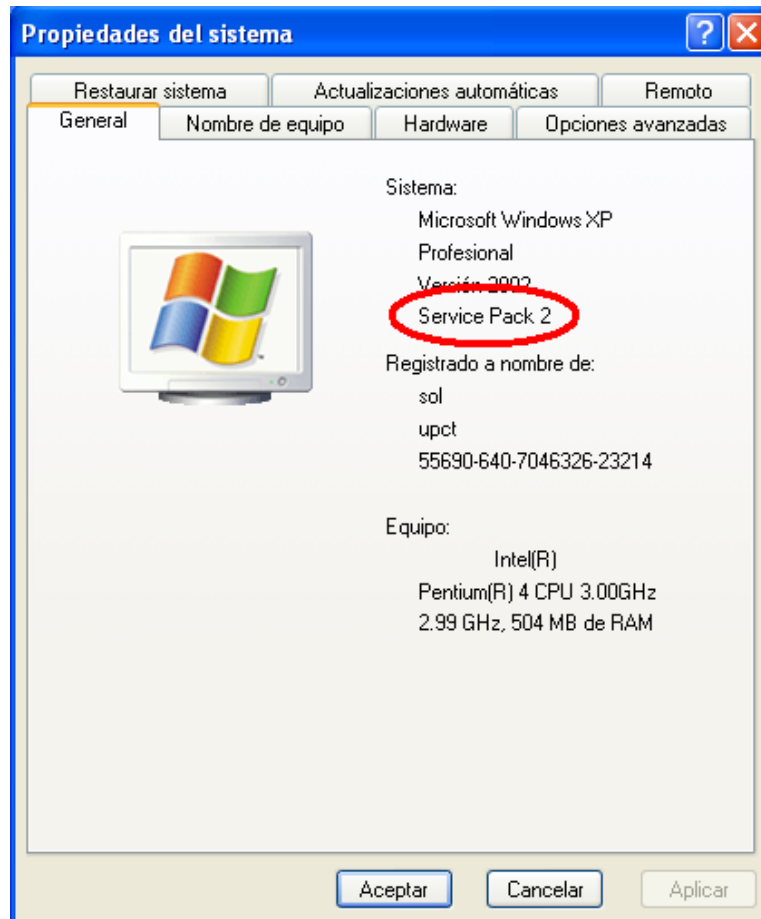 Propiedades del sistema
Restaurar sistema
Actualizaciones automáticas
Remoto
General
Nombre de equipo
Hardware
Opciones avanzadas
Sistema:
Microsoft Windows XP
Profesional
Versión 2002
Service Pack 2
Registrado a nombre de:
sol
upct
55690-640-7046326-23214
Equipo:
Intel(R)
Pentium(R) 4 CPU 3.00GHz
2.99 GHz, 504 MB de RAM
Aceptar
Cancelar
Aplicar